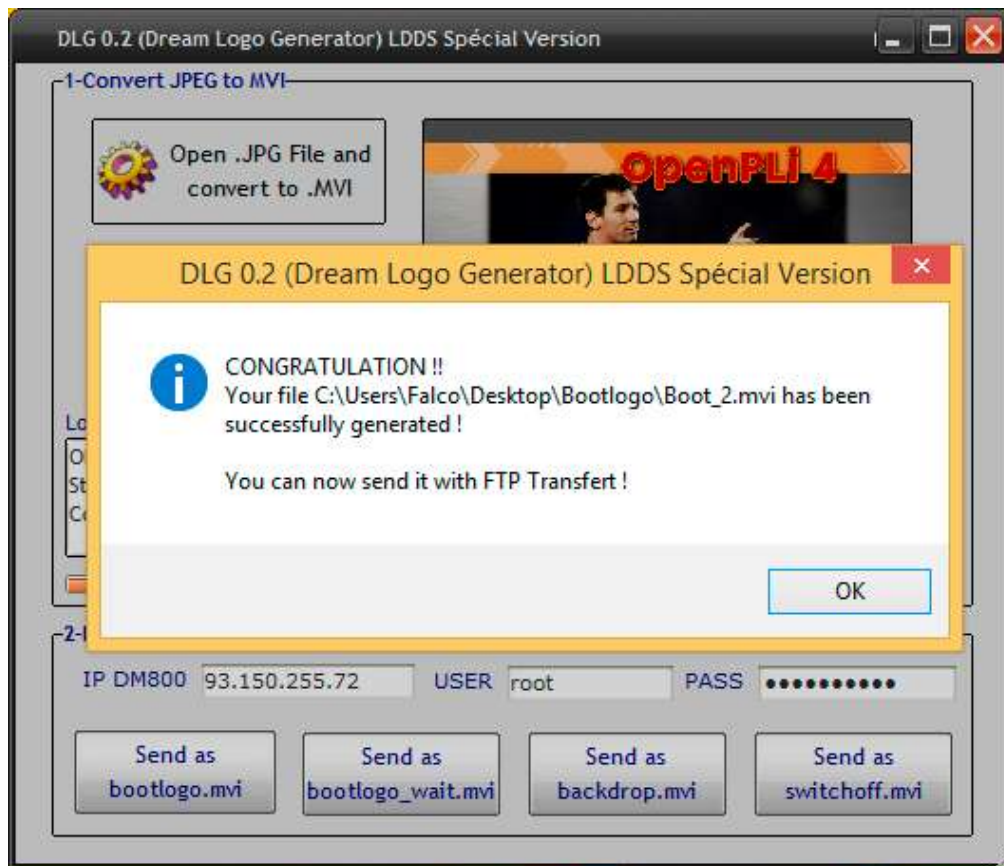 DLG 0.2 (Dream Logo Generator) LDDS Spécial Version
1-Convert JPEG to MVI
Open .JPG File and
convert to .MVI
OpenPLi 4
DLG 0.2 (Dream Logo Generator) LDDS Spécial Version
CONGRATULATION !!
Your file C:\Users\Falco\Desktop\Bootlogo\Boot_2.mvi has been
successfully generated !
You can now send it with FTP Transfert !
OK
IP DM800 93.150.255.72 USER root PASS ••••••••••
Send as
bootlogo.mvi
Send as
bootlogo_wait.mvi
Send as
backdrop.mvi
Send as
switchoff.mvi